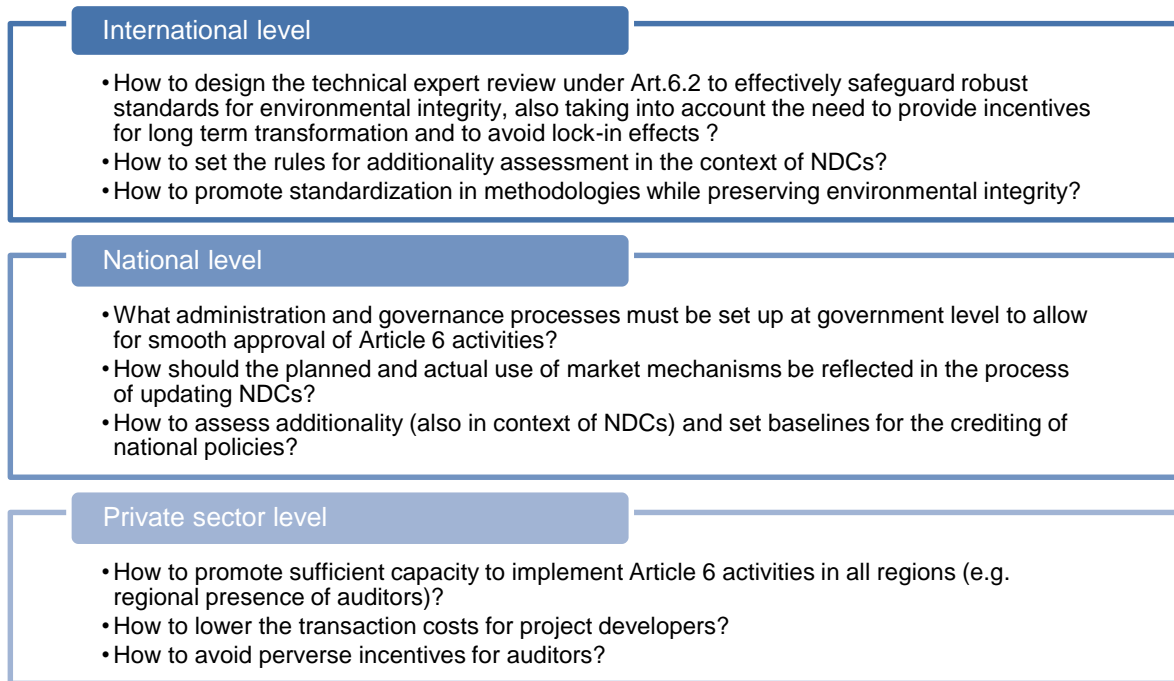 International level
•How to design the technical expert review under Art.6.2 to effectively safeguard robust
standards for environmental integrity, also taking into account the need to provide incentives
for long term transformation and to avoid lock-in effects ?
•How to set the rules for additionality assessment in the context of NDCs?
•How to promote standardization in methodologies while preserving environmental integrity?
National level
•What administration and governance processes must be set up at government level to allow
for smooth approval of Article 6 activities?
•How should the planned and actual use of market mechanisms be reflected in the process
of updating NDCs?
•How to assess additionality (also in context of NDCs) and set baselines for the crediting of
national policies?
Private sector level
•How to promote sufficient capacity to implement Article 6 activities in all regions (e.g.
regional presence of auditors)?
•How to lower the transaction costs for project developers?
•How to avoid perverse incentives for auditors?